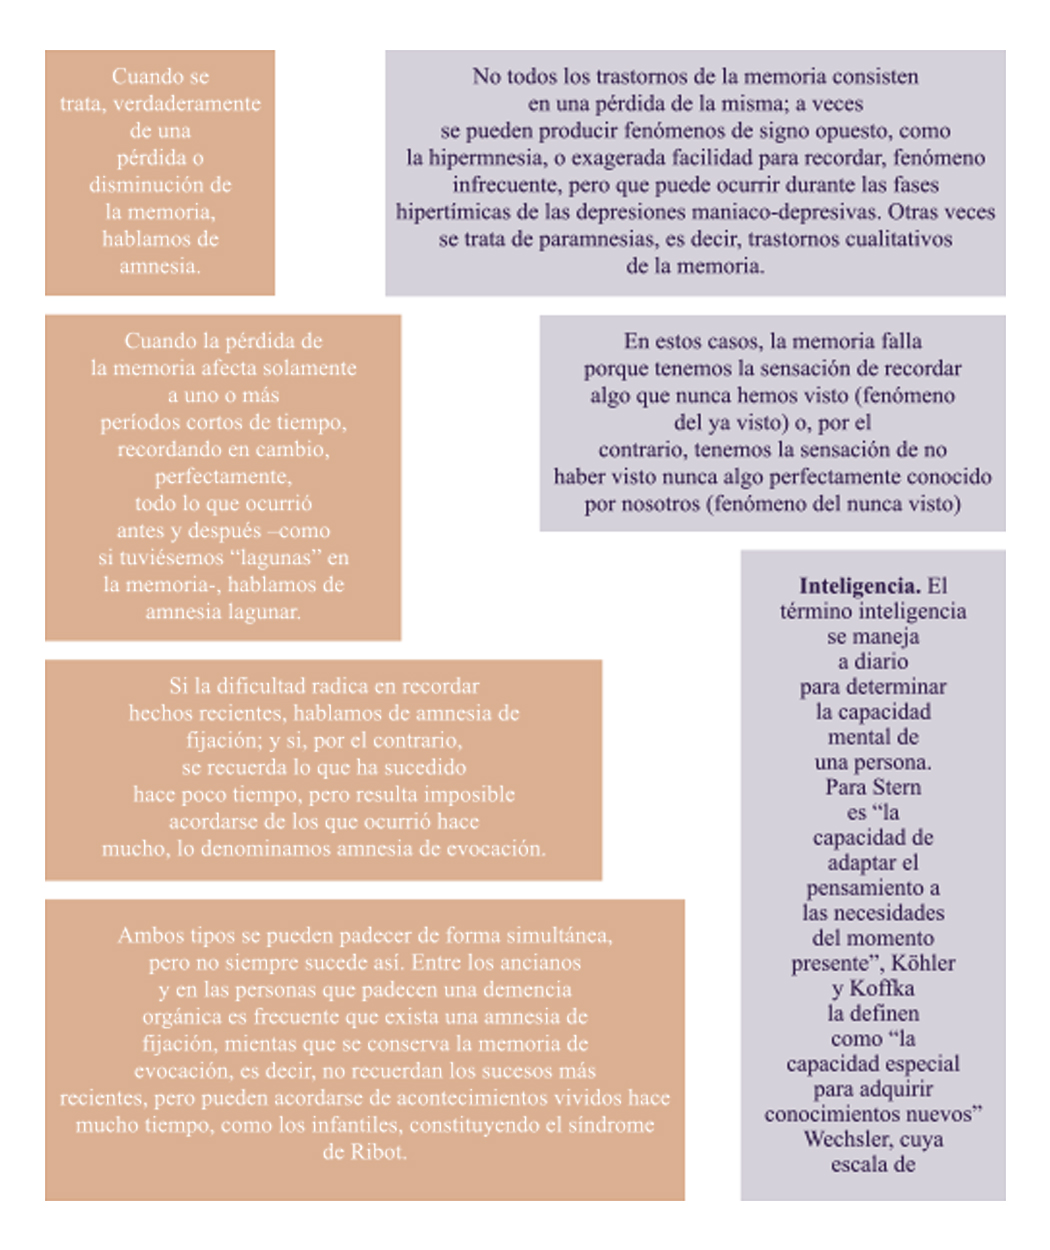 Cuando se
trata, verdaderamente
de una
pérdida o
disminución de
la memoria,
hablamos de
amnesia.
Cuando la pérdida de
la memoria afecta solamente
a uno o más
períodos cortos de tiempo,
recordando en cambio,
perfectamente,
todo lo que ocurrió
antes y después –como
si tuviésemos “lagunas” en
la memoria-, hablamos de
amnesia lagunar.
Si la dificultad radica en recordar
hechos recientes, hablamos de amnesia de
fijación; y si, por el contrario,
se recuerda lo que ha sucedido
hace poco tiempo, pero resulta imposible
acordarse de los que ocurrió hace
mucho, lo denominamos amnesia de evocación.
Ambos tipos se pueden padecer de forma simultánea,
pero no siempre sucede así. Entre los ancianos
y en las personas que padecen una demencia
orgánica es frecuente que exista una amnesia de
fijación, mientas que se conserva la memoria de
evocación, es decir, no recuerdan los sucesos más
recientes, pero pueden acordarse de acontecimientos vividos hace
mucho tiempo, como los infantiles, constituyendo el síndrome
de Ribot.
No todos los trastornos de la memoria consisten
en una pérdida de la misma; a veces
se pueden producir fenómenos de signo opuesto, como
la hipermnesia, o exagerada facilidad para recordar, fenómeno
infrecuente, pero que puede ocurrir durante las fases
hipertímicas de las depresiones maniaco-depresivas. Otras veces
se trata de paramnesias, es decir, trastornos cualitativos
de la memoria.
En estos casos, la memoria falla
porque tenemos la sensación de recordar
algo que nunca hemos visto (fenómeno
del ya visto) o, por el
contrario, tenemos la sensación de no
haber visto nunca algo perfectamente conocido
por nosotros (fenómeno del nunca visto)
Inteligencia. El
término inteligencia
se maneja
a diario
para determinar
la capacidad
mental de
una persona.
Para Stern
es “la
capacidad de
adaptar el
pensamiento a
las necesidades
del momento
presente”, Köhler
y Koffka
la definen
como “la
capacidad especial
para adquirir
conocimientos nuevos”
Wechsler, cuya
escala de